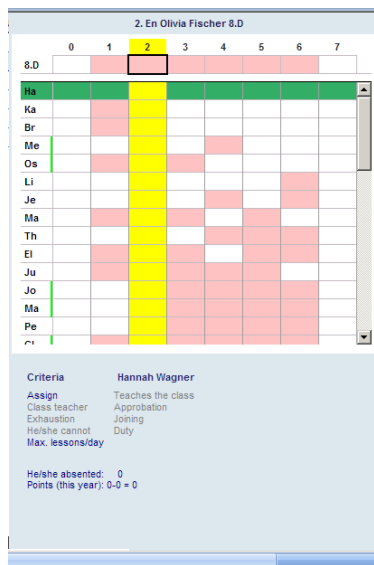 2. En Olivia Fischer 8.D
0 1 2 3 4 5 6 7
8.D
Ha
Ka
Br
Me
Os
Li
Je
Ma
Th
El
Ju
Jo
Ma
Pe
Criteria Hannah Wagner
Assign Teaches the class
Class teacher Approbation
Exhaustion Joining
He/she cannot Duty
Max. lessons/day
He/she absented: 0
Points (this year): 0-0 = 0